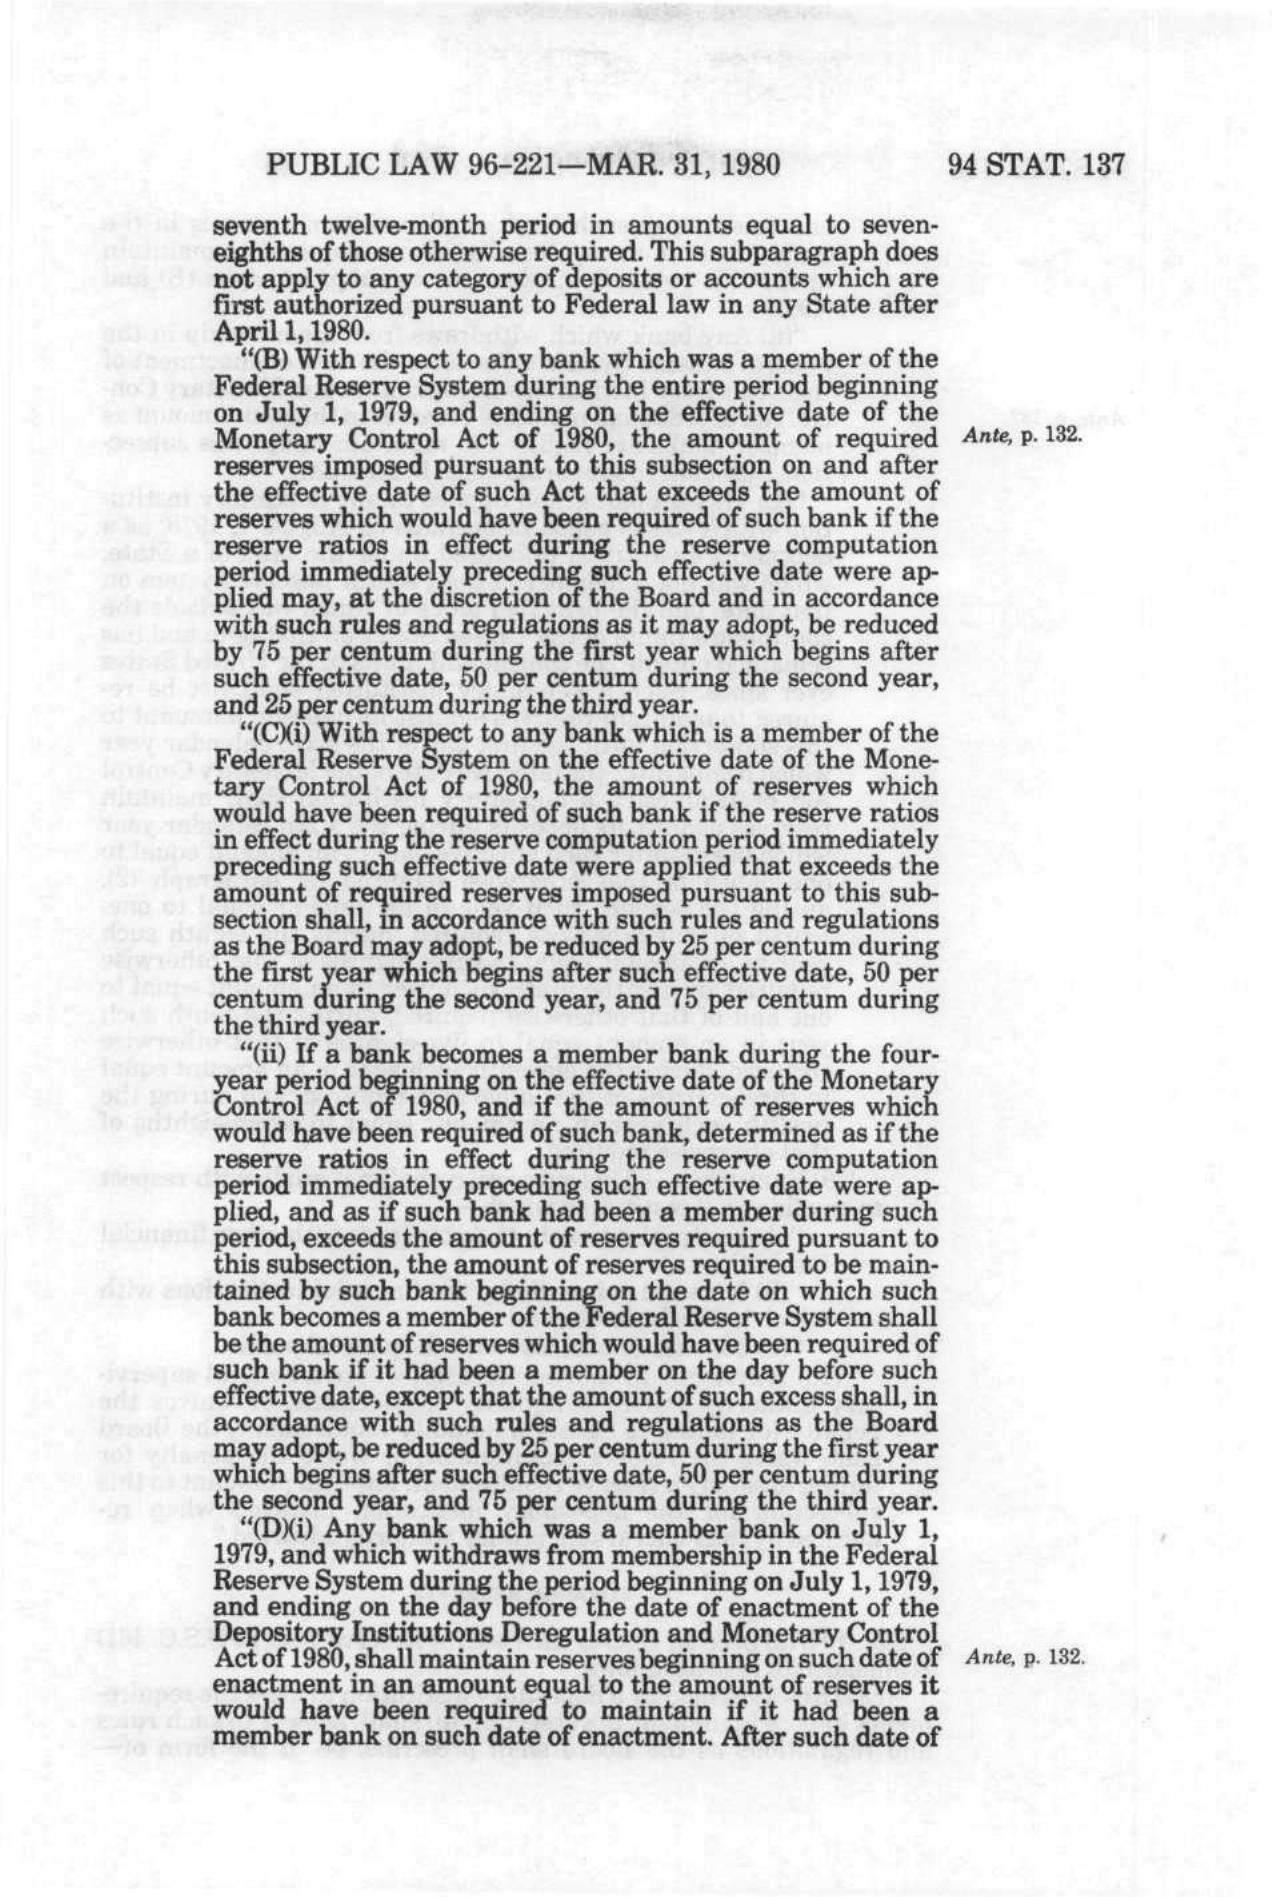 PUBLIC LAW 96-221—MAR. 31, 1980 94 STAT. 137
seventh twelve-month period in amounts equal to seven-
eighths of those otherwise required. This subparagraph does
not apply to any category of deposits or accounts which are
first authorized pursuant to Federal law in any State after
April 1, 1980.
"(B) With respect to any bank which was a member of the
Federal Reserve System during the entire period beginning
on July 1, 1979, and ending on the effective date of the
Monetary Control Act of 1980, the amount of required Ante, p. 132.
reserves imposed pursuant to this subsection on and after
the effective date of such Act that exceeds the amount of
reserves which would have been required of such bank if the
reserve ratios in effect during the reserve computation
period immediately preceding such effective date were ap-
plied may, at the discretion of the Board and in accordance
with such rules and regulations as it may adopt, be reduced
by 75 per centum during the first year which begins after
such effective date, 50 per centum during the second year,
and 25 per centum during the third year.
"(C)(i) With respect to any bank which is a member of the
Federal Reserve System on the effective date of the Mone-
tary Control Act of 1980, the amount of reserves which
would have been required of such bank if the reserve ratios
in effect during the reserve computation period immediately
preceding such effective date were applied that exceeds the
amount of required reserves imposed pursuant to this sub-
section shall, in accordance with such rules and regulations
as the Board may adopt, be reduced by 25 per centum during
the first year which begins after such effective date, 50 per
centum during the second year, and 75 per centum during
the third year.
"(ii) If a bank becomes a member bank during the four-
year period beginning on the effective date of the Monetary
Control Act of 1980, and if the amount of reserves which
would have been required of such bank, determined as if the
reserve ratios in effect during the reserve computation
period immediately preceding such effective date were ap-
plied, and as if such bank had been a member during such
period, exceeds the amount of reserves required pursuant to
this subsection, the amount of reserves required to be main-
tained by such bank beginning on the date on which such
bank becomes a member of the Federal Reserve System shall
be the amount of reserves which would have been required of
such bank if it had been a member on the day before such
effective date, except that the amount of such excess shall, in
accordance with such rules and regulations as the Board
may adopt, be reduced by 25 per centum during the first year
which begins after such effective date, 50 per centum during
the second year, and 75 per centum during the third year.
"(D)(i) Any bank which was a member bank on July 1,
1979, and which withdraws from membership in the Federal
Reserve System during the period beginning on July 1, 1979,
and ending on the day before the date of enactment of the
Depository Institutions Deregulation and Monetary Control
Act of 1980, shall maintain reserves beginning on such date of Ante, p. 132.
enactment in an amount equal to the amount of reserves it
would have been required to maintain if it had been a
member bank on such date of enactment. After such date of